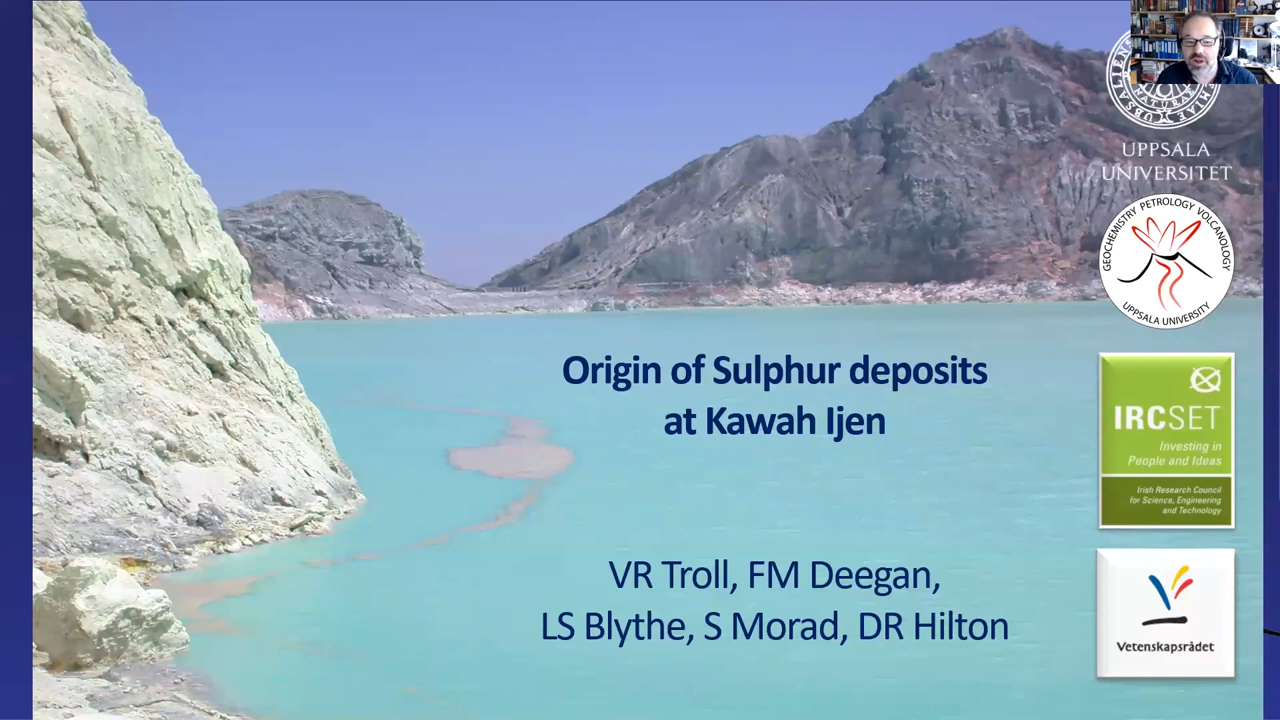 Origin of Sulphur deposits
at Kawah Ijen
VR Troll, FM Deegan,
LS Blythe, S Morad, DR Hilton
UPPSALA
UNIVERSITET
GEOCHEMISTRY PETROLOGY VOLCANOLOGY
UPPSALA UNIVERSITY
IRCSET
Investing in
People and Ideas
Irish Research Council
for Science, Engineering
and Technology
Vetenskapsrådet